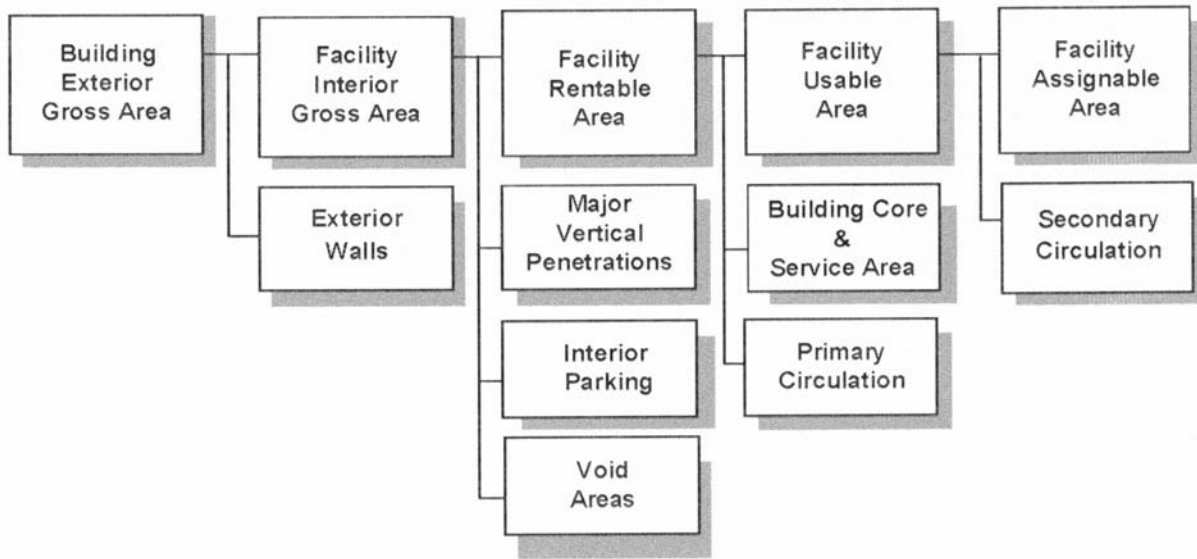 Building
Exterior
Gross Area
Facility
Interior
Gross Area
Facility
Rentable
Area
Facility
Usable
Area
Facility
Assignable
Area
Exterior
Walls
Major
Vertical
Penetrations
Building Core
&
Service Area
Secondary
Circulation
Interior
Parking
Primary
Circulation
Void
Areas